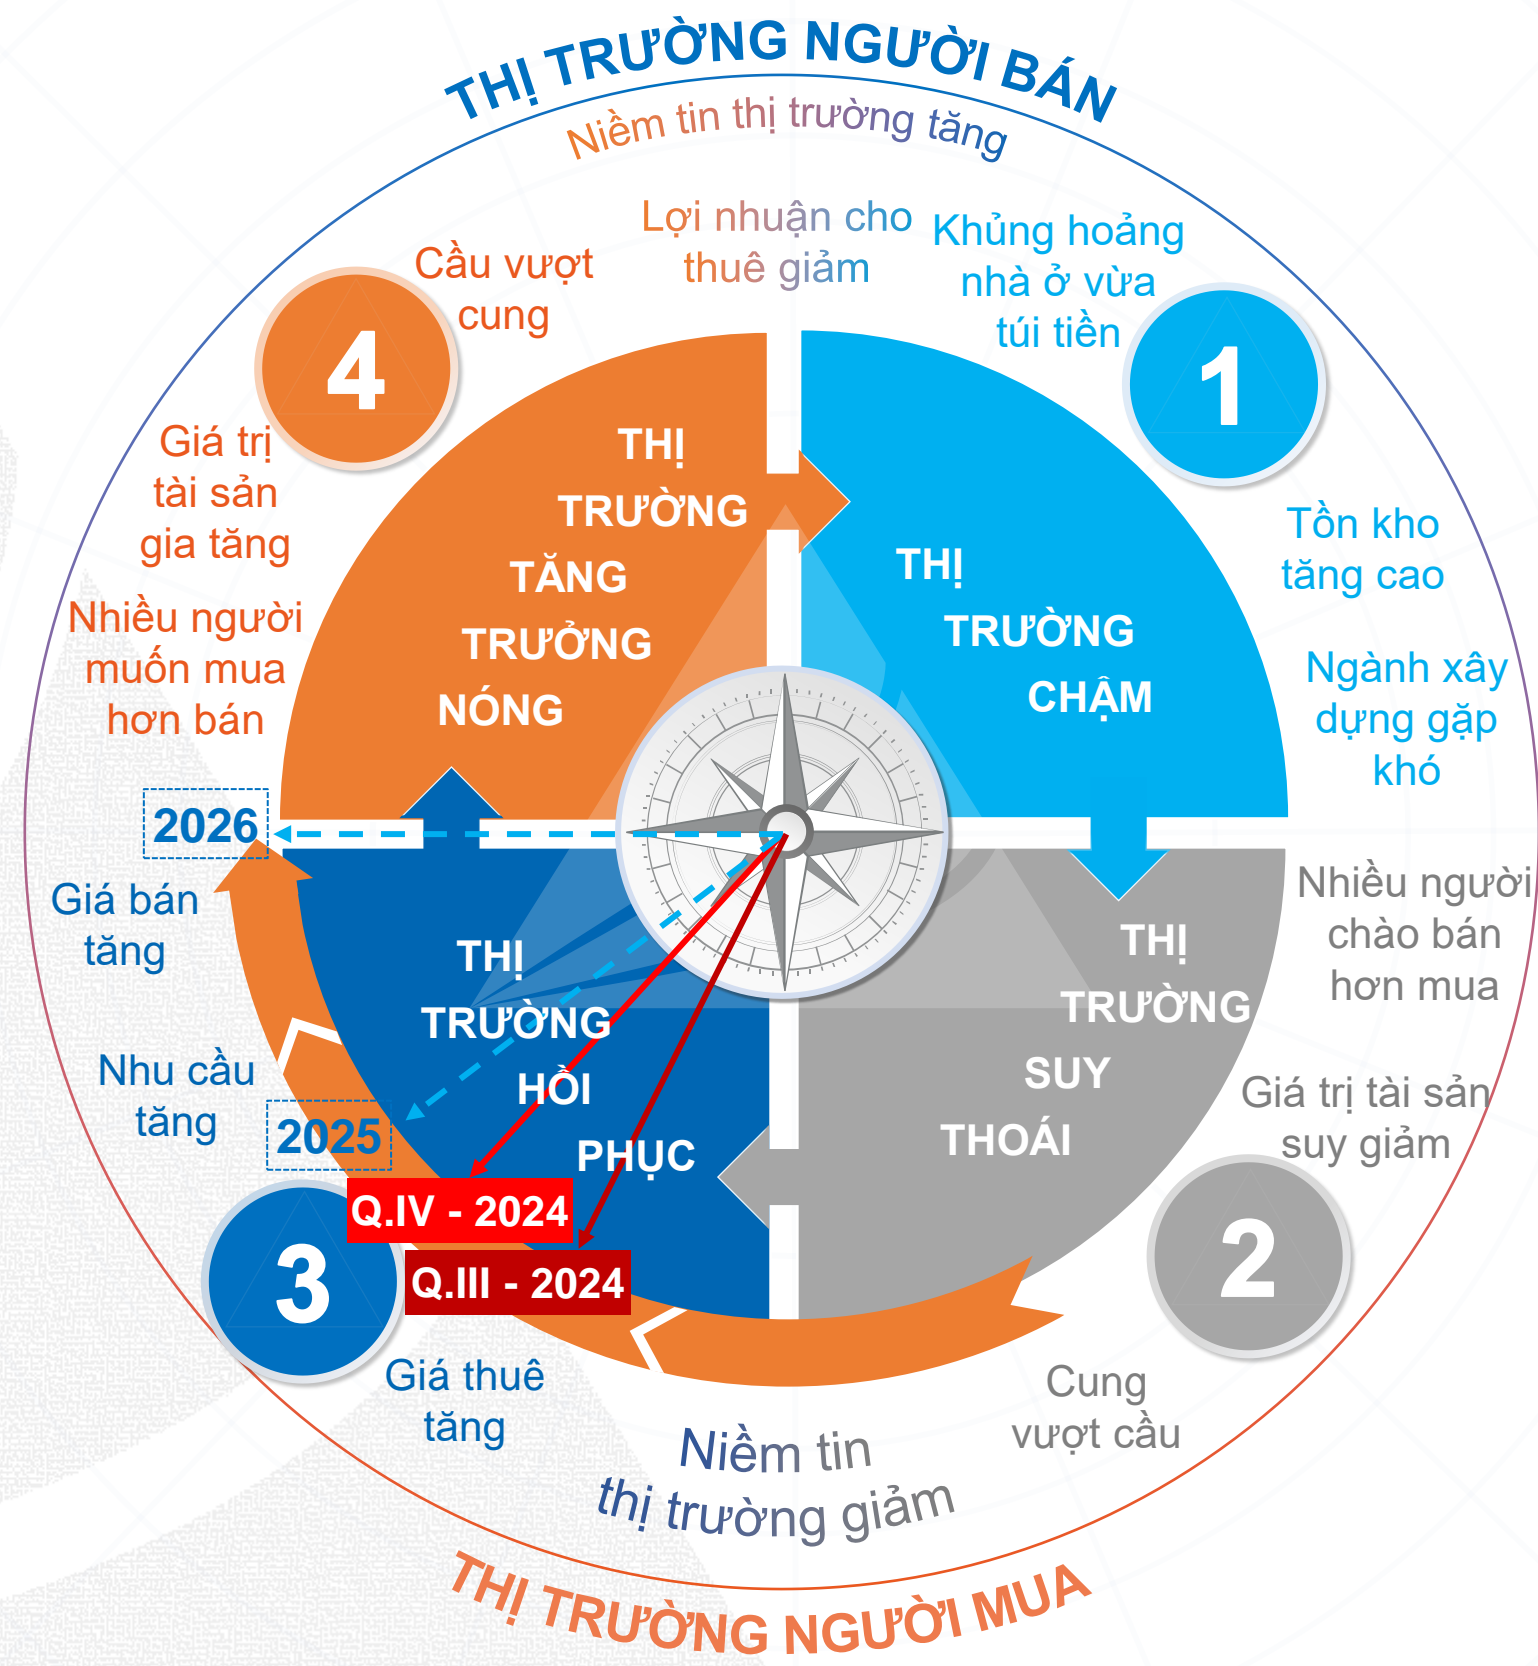 THỊ TRƯỜNG NGƯỜI BÁN
Niềm tin thị trường tăng
Lợi nhuận cho
thuê giảm
Khủng hoảng
nhà ở vừa
túi tiền
1
Tồn kho
tăng cao
Ngành xây
dựng gặp
khó
THỊ
TRƯỜNG
CHẬM
Nhiều người
chào bán
hơn mua
Giá trị tài sản
suy giảm
2
Cung
vượt cầu
THỊ
TRƯỜNG
SUY
THOÁI
Niềm tin
thị trường giảm
THỊ TRƯỜNG NGƯỜI MUA
Giá thuê
tăng
3
Nhu cầu
tăng
Giá bán
tăng
THỊ
TRƯỜNG
HỒI
PHỤC
Q.III - 2024
Q.IV - 2024
2025
2026
Nhiều người
muốn mua
hơn bán
Giá trị
tài sản
gia tăng
4
Cầu vượt
cung
THỊ
TRƯỜNG
TĂNG
TRƯỞNG
NÓNG